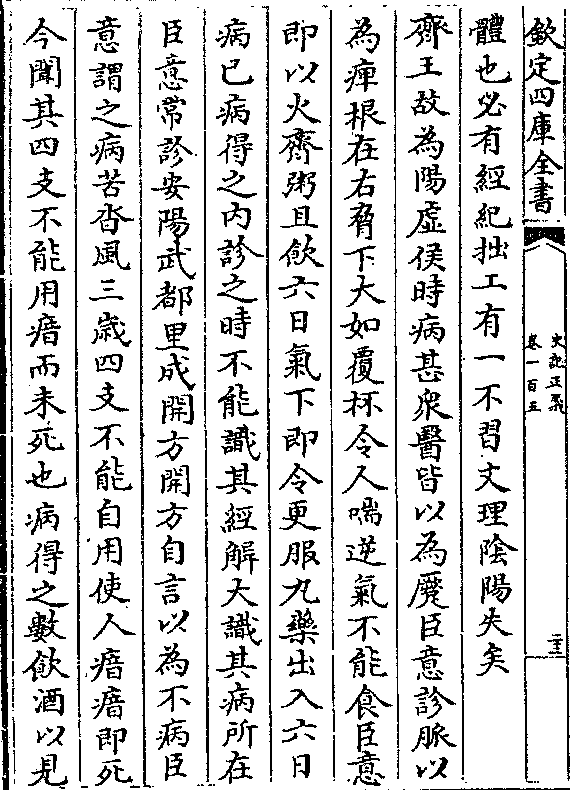 欽定四庫全書
史記正義
卷一百五
二十三
體也必有經紀拙工有一不習文理陰陽失矣
齊王故為陽虚侯時病甚衆醫皆以為蹷臣意診脈以
為痺根在右脅下大如覆杯令人喘逆氣不能食臣意
即以火齊粥且飲六日氣下即令更服丸藥出入六日
病已病得之内診之時不能識其經解大識其病所在
臣意常診安陽武都里成開方開方自言以為不病臣
意謂之病苦沓風三歳四支不能自用使人瘖瘖即死
今聞其四支不能用瘖而未死也病得之數飲酒以見